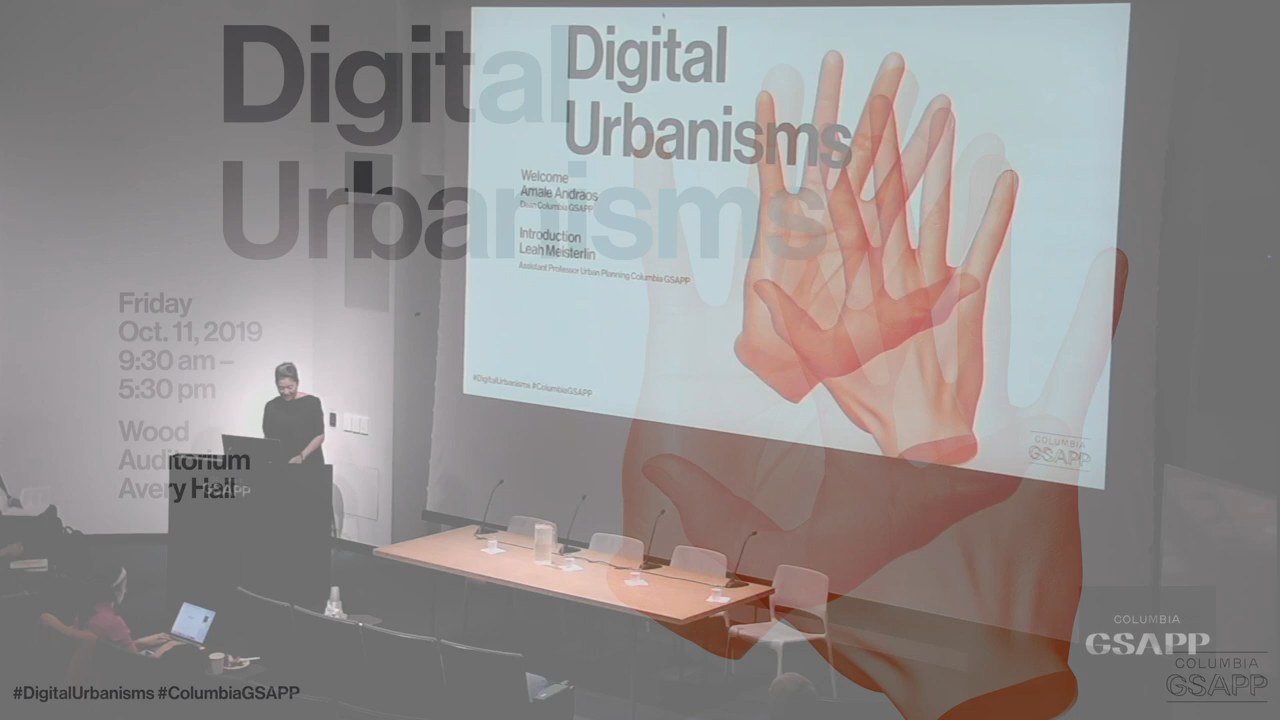 Digital
Urbanisms
Friday
Oct. 11, 2019
9:30 am –
5:30 pm
Wood
Auditorium
Avery Hall
#DigitalUrbanisms #ColumbiaGSAPP
Digital
Urbanisms
Welcome
Amale Andraos
Dean Columbia GSAPP
Introduction
Leah Meisterlin
Assistant Professor Urban Planning Columbia GSAPP
#DigitalUrbanisms #ColumbiaGSAPP
COLUMBIA
GSAPP
GSAPP
COLUMBIA
GSAPP
COLUMBIA
GSAPP